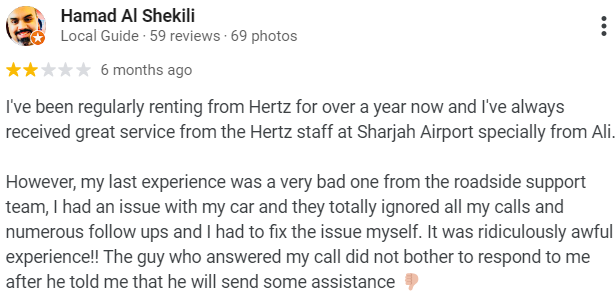 Hamad Al Shekili
Local Guide · 59 reviews · 69 photos
6 months ago
I've been regularly renting from Hertz for over a year now and I've always
received great service from the Hertz staff at Sharjah Airport specially from Ali.
However, my last experience was a very bad one from the roadside support
team, I had an issue with my car and they totally ignored all my calls and
numerous follow ups and I had to fix the issue myself. It was ridiculously awful
experience!! The guy who answered my call did not bother to respond to me
after he told me that he will send some assistance 👎🏻